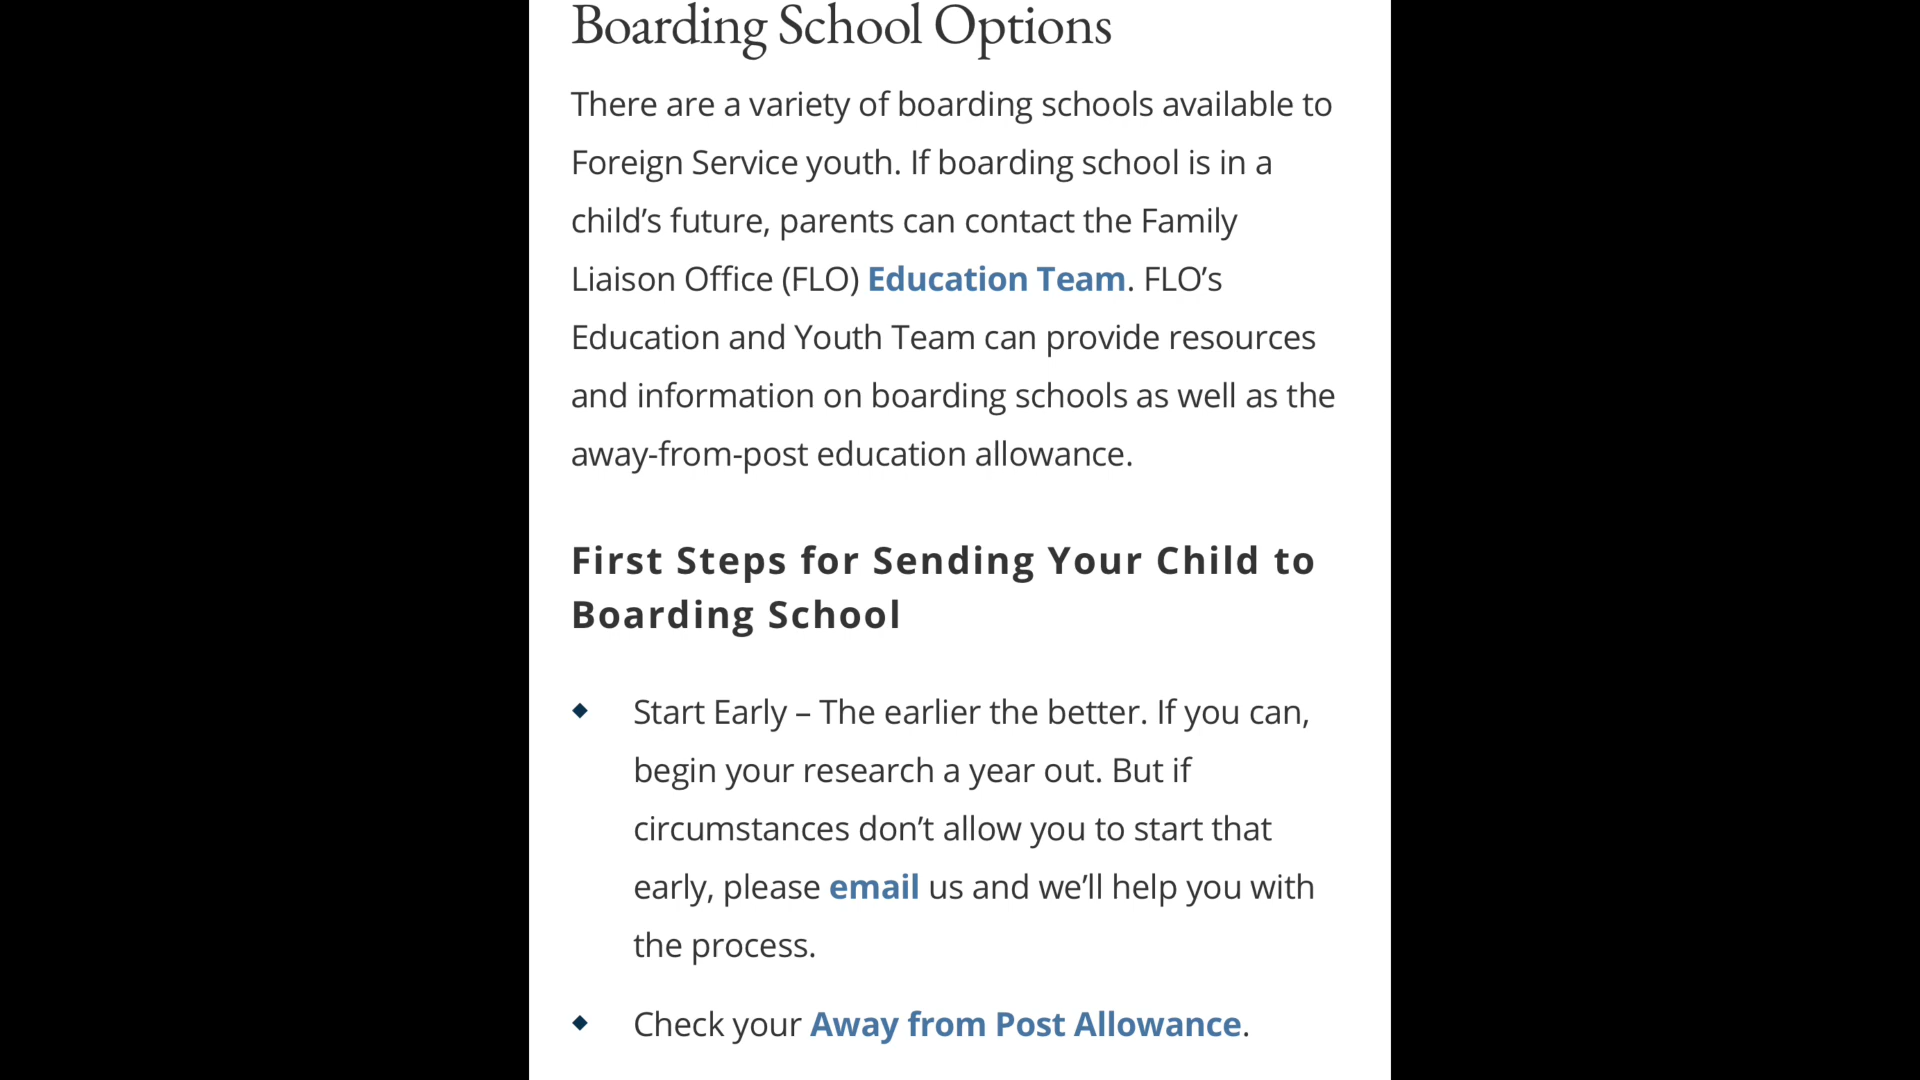 Boarding School Options
There are a variety of boarding schools available to
Foreign Service youth. If boarding school is in a
child’s future, parents can contact the Family
Liaison Office (FLO) Education Team. FLO’s
Education and Youth Team can provide resources
and information on boarding schools as well as the
away-from-post education allowance.
First Steps for Sending Your Child to
Boarding School
Start Early – The earlier the better. If you can,
begin your research a year out. But if
circumstances don’t allow you to start that
early, please email us and we’ll help you with
the process.
Check your Away from Post Allowance.